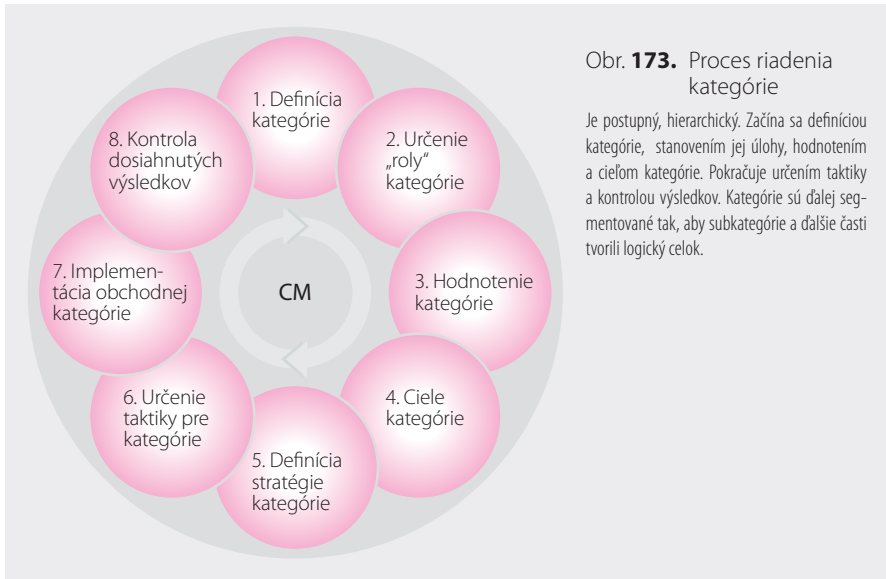 1. Definícia
kategórie
2. Určenie
„roly“
kategórie
3. Hodnotenie
kategórie
4. Ciele
kategórie
5. Definícia
stratégie
kategórie
6. Určenie
taktiky pre
kategórie
7. Implemen-
tácia obchodnej
kategórie
8. Kontrola
dosiahnutých
výsledkov
CM
Obr. 173. Proces riadenia
kategórie
Je postupný, hierarchický. Začína sa definíciou
kategórie, stanovením jej úlohy, hodnotením
a cieľom kategórie. Pokračuje určením taktiky
a kontrolou výsledkov. Kategórie sú ďalej seg-
mentované tak, aby subkategórie a ďalšie časti
tvorili logický celok.